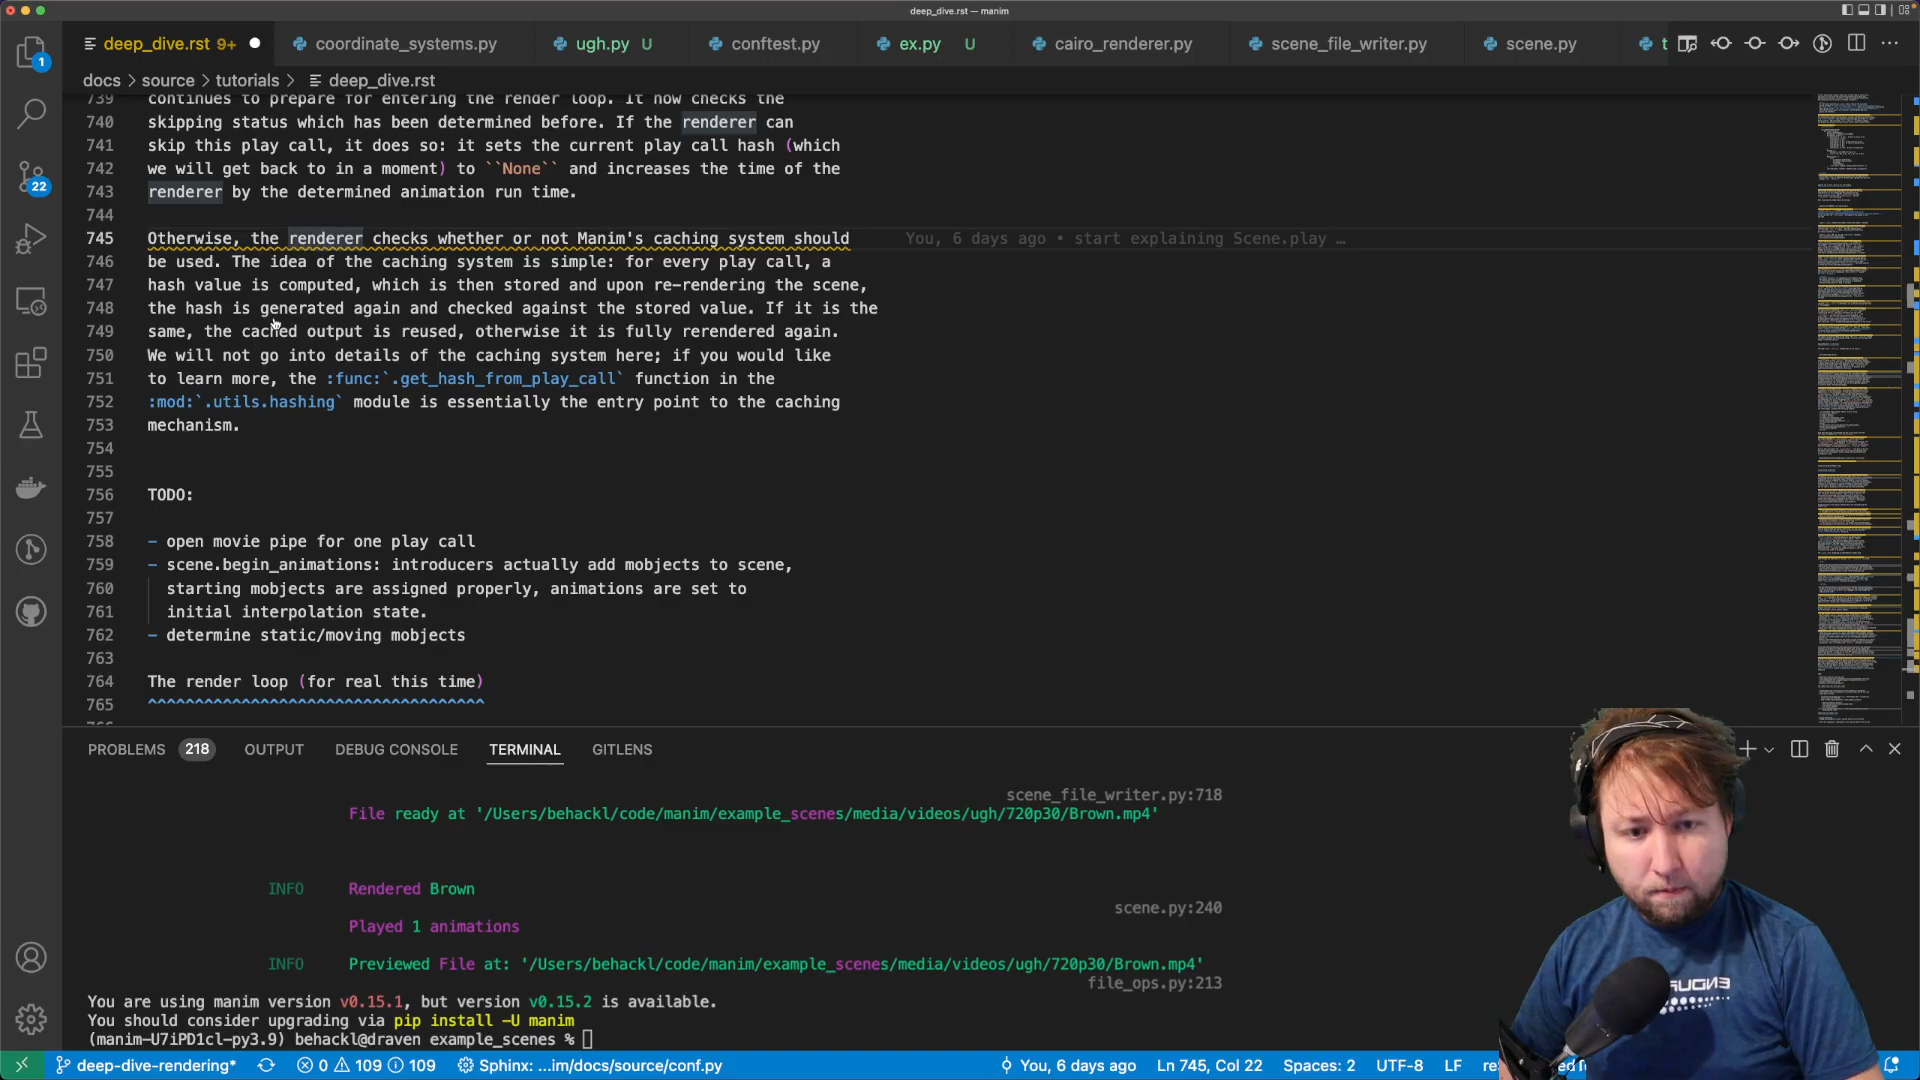 deep_dive.rst — manim
deep_dive.rst 9+
coordinate_systems.py
ugh.py U
conftest.py
ex.py U
cairo_renderer.py
scene_file_writer.py
scene.py
t
docs > source > tutorials > deep_dive.rst
739 continues to prepare for entering the render loop. It now checks the
740 skipping status which has been determined before. If the renderer can
741 skip this play call, it does so: it sets the current play call hash (which
742 we will get back to in a moment) to ``None`` and increases the time of the
743 renderer by the determined animation run time.
744
745 Otherwise, the renderer checks whether or not Manim's caching system should You, 6 days ago • start explaining Scene.play …
746 be used. The idea of the caching system is simple: for every play call, a
747 hash value is computed, which is then stored and upon re-rendering the scene,
748 the hash is generated again and checked against the stored value. If it is the
749 same, the cached output is reused, otherwise it is fully rerendered again.
750 We will not go into details of the caching system here; if you would like
751 to learn more, the :func:`.get_hash_from_play_call` function in the
752 :mod:`.utils.hashing` module is essentially the entry point to the caching
753 mechanism.
754
755
756 TODO:
757
758 - open movie pipe for one play call
759 - scene.begin_animations: introducers actually add mobjects to scene,
760 starting mobjects are assigned properly, animations are set to
761 initial interpolation state.
762 - determine static/moving mobjects
763
764 The render loop (for real this time)
765 ^^^^^^^^^^^^^^^^^^^^^^^^^^^^^^^^^^^^
1
22
PROBLEMS 218 OUTPUT DEBUG CONSOLE TERMINAL GITLENS
scene_file_writer.py:718
File ready at '/Users/behackl/code/manim/example_scenes/media/videos/ugh/720p30/Brown.mp4'
INFO Rendered Brown
scene.py:240
Played 1 animations
INFO Previewed File at: '/Users/behackl/code/manim/example_scenes/media/videos/ugh/720p30/Brown.mp4'
file_ops.py:213
You are using manim version v0.15.1, but version v0.15.2 is available.
You should consider upgrading via pip install -U manim
(manim-U7iPD1cl-py3.9) behackl@draven example_scenes %
deep-dive-rendering* 0 109 109 Sphinx: ...im/docs/source/conf.py You, 6 days ago Ln 745, Col 22 Spaces: 2 UTF-8 LF